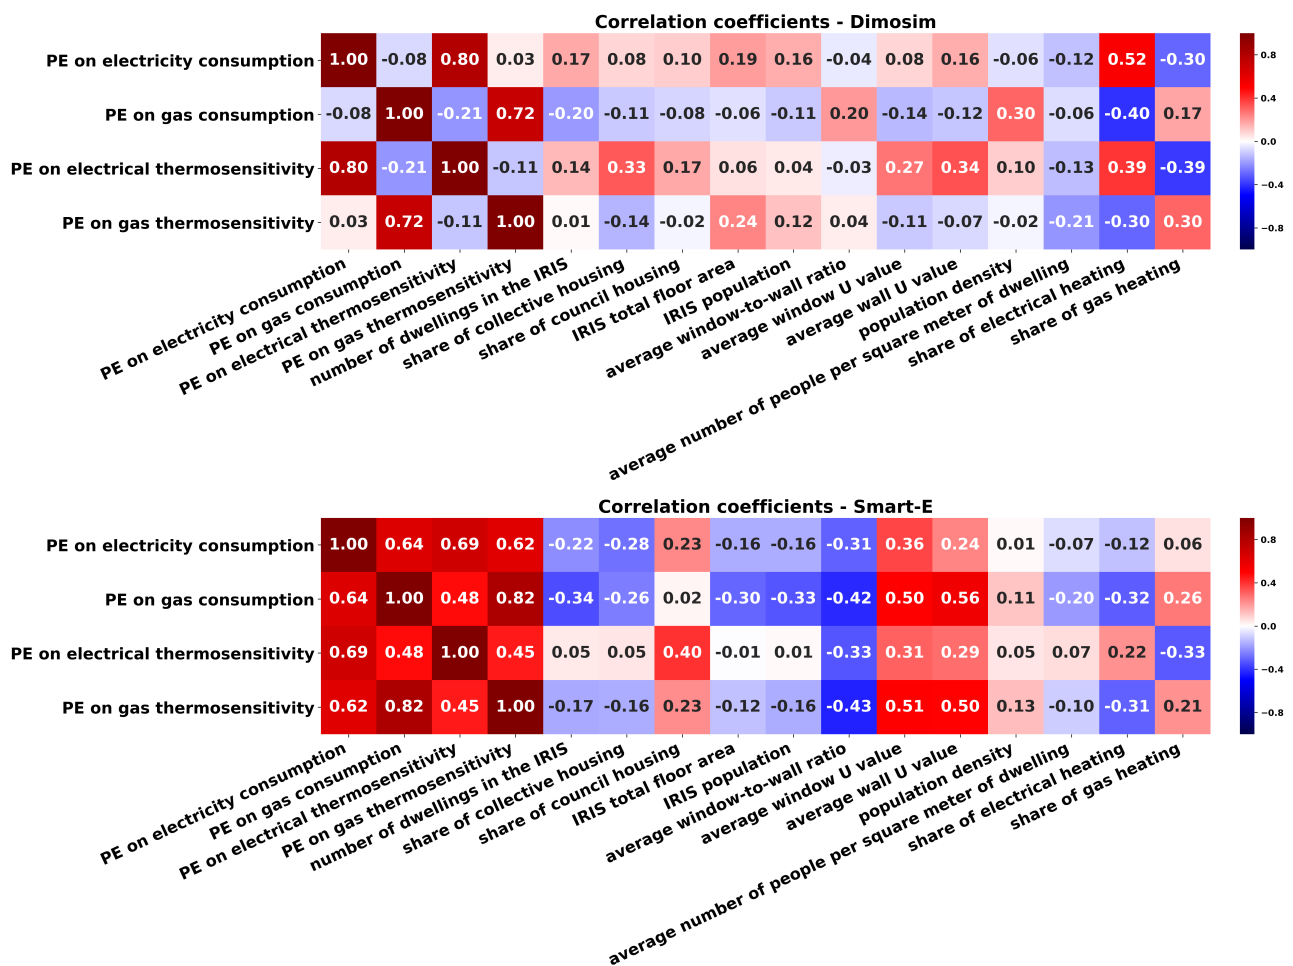 Correlation coefficients - Dimosim
PE on electricity consumption 1.00 -0.08 0.80 0.03 0.17 0.08 0.10 0.19 0.16 -0.04 0.08 0.16 -0.06 -0.12 0.52 -0.30
PE on gas consumption -0.08 1.00 -0.21 0.72 -0.20 -0.11 -0.08 -0.06 -0.11 0.20 -0.14 -0.12 0.30 -0.06 -0.40 0.17
PE on electrical thermosensitivity 0.80 -0.21 1.00 -0.11 0.14 0.33 0.17 0.06 0.04 -0.03 0.27 0.34 0.10 -0.13 0.39 -0.39
PE on gas thermosensitivity 0.03 0.72 -0.11 1.00 0.01 -0.14 -0.02 0.24 0.12 0.04 -0.11 -0.07 -0.02 -0.21 -0.30 0.30
PE on electricity consumption
PE on gas consumption
PE on electrical thermosensitivity
PE on gas thermosensitivity
number of dwellings in the IRIS
share of collective housing
share of council housing
IRIS total floor area
IRIS population
average window-to-wall ratio
average window U value
average wall U value
population density
average number of people per square meter of dwelling
share of electrical heating
share of gas heating
0.8
0.4
0.0
−0.4
−0.8
Correlation coefficients - Smart-E
PE on electricity consumption 1.00 0.64 0.69 0.62 -0.22 -0.28 0.23 -0.16 -0.16 -0.31 0.36 0.24 0.01 -0.07 -0.12 0.06
PE on gas consumption 0.64 1.00 0.48 0.82 -0.34 -0.26 0.02 -0.30 -0.33 -0.42 0.50 0.56 0.11 -0.20 -0.32 0.26
PE on electrical thermosensitivity 0.69 0.48 1.00 0.45 0.05 0.05 0.40 -0.01 0.01 -0.33 0.31 0.29 0.05 0.07 0.22 -0.33
PE on gas thermosensitivity 0.62 0.82 0.45 1.00 -0.17 -0.16 0.23 -0.12 -0.16 -0.43 0.51 0.50 0.13 -0.10 -0.31 0.21
PE on electricity consumption
PE on gas consumption
PE on electrical thermosensitivity
PE on gas thermosensitivity
number of dwellings in the IRIS
share of collective housing
share of council housing
IRIS total floor area
IRIS population
average window-to-wall ratio
average window U value
average wall U value
population density
average number of people per square meter of dwelling
share of electrical heating
share of gas heating
0.8
0.4
0.0
−0.4
−0.8